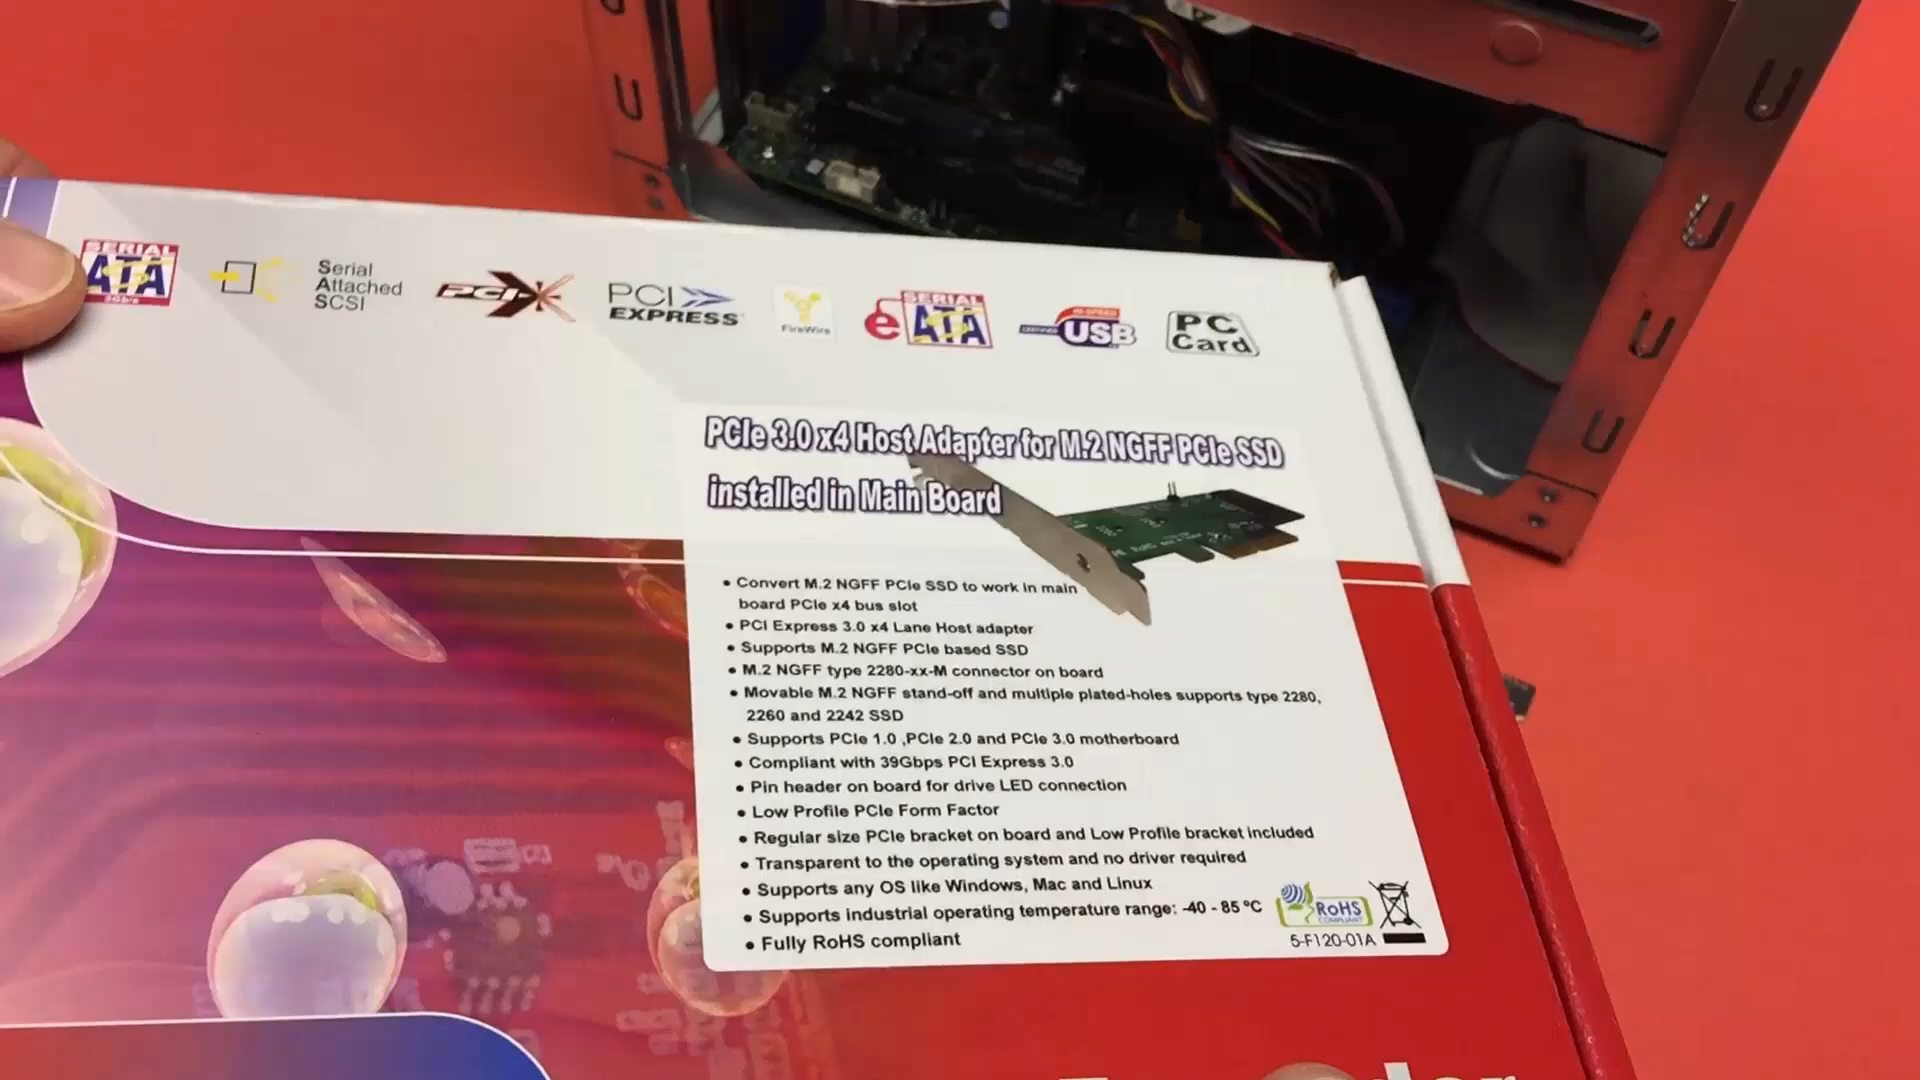 SERIAL
ATA
3Gb/s
Serial
Attached
SCSI
PCI-X
PCI
EXPRESS
FireWire
e SERIAL
ATA
HI-SPEED
CERTIFIED USB
PC
Card
PCIe 3.0 x4 Host Adapter for M.2 NGFF PCIe SSD
installed in Main Board
• Convert M.2 NGFF PCIe SSD to work in main
board PCIe x4 bus slot
• PCI Express 3.0 x4 Lane Host adapter
• Supports M.2 NGFF PCIe based SSD
• M.2 NGFF type 2280-xx-M connector on board
• Movable M.2 NGFF stand-off and multiple plated-holes supports type 2280,
2260 and 2242 SSD
• Supports PCIe 1.0 ,PCIe 2.0 and PCIe 3.0 motherboard
• Compliant with 39Gbps PCI Express 3.0
• Pin header on board for drive LED connection
• Low Profile PCIe Form Factor
• Regular size PCIe bracket on board and Low Profile bracket included
• Transparent to the operating system and no driver required
• Supports any OS like Windows, Mac and Linux
• Supports industrial operating temperature range: -40 - 85 °C
• Fully RoHS compliant
RoHS
COMPLIANT
5-F120-01A